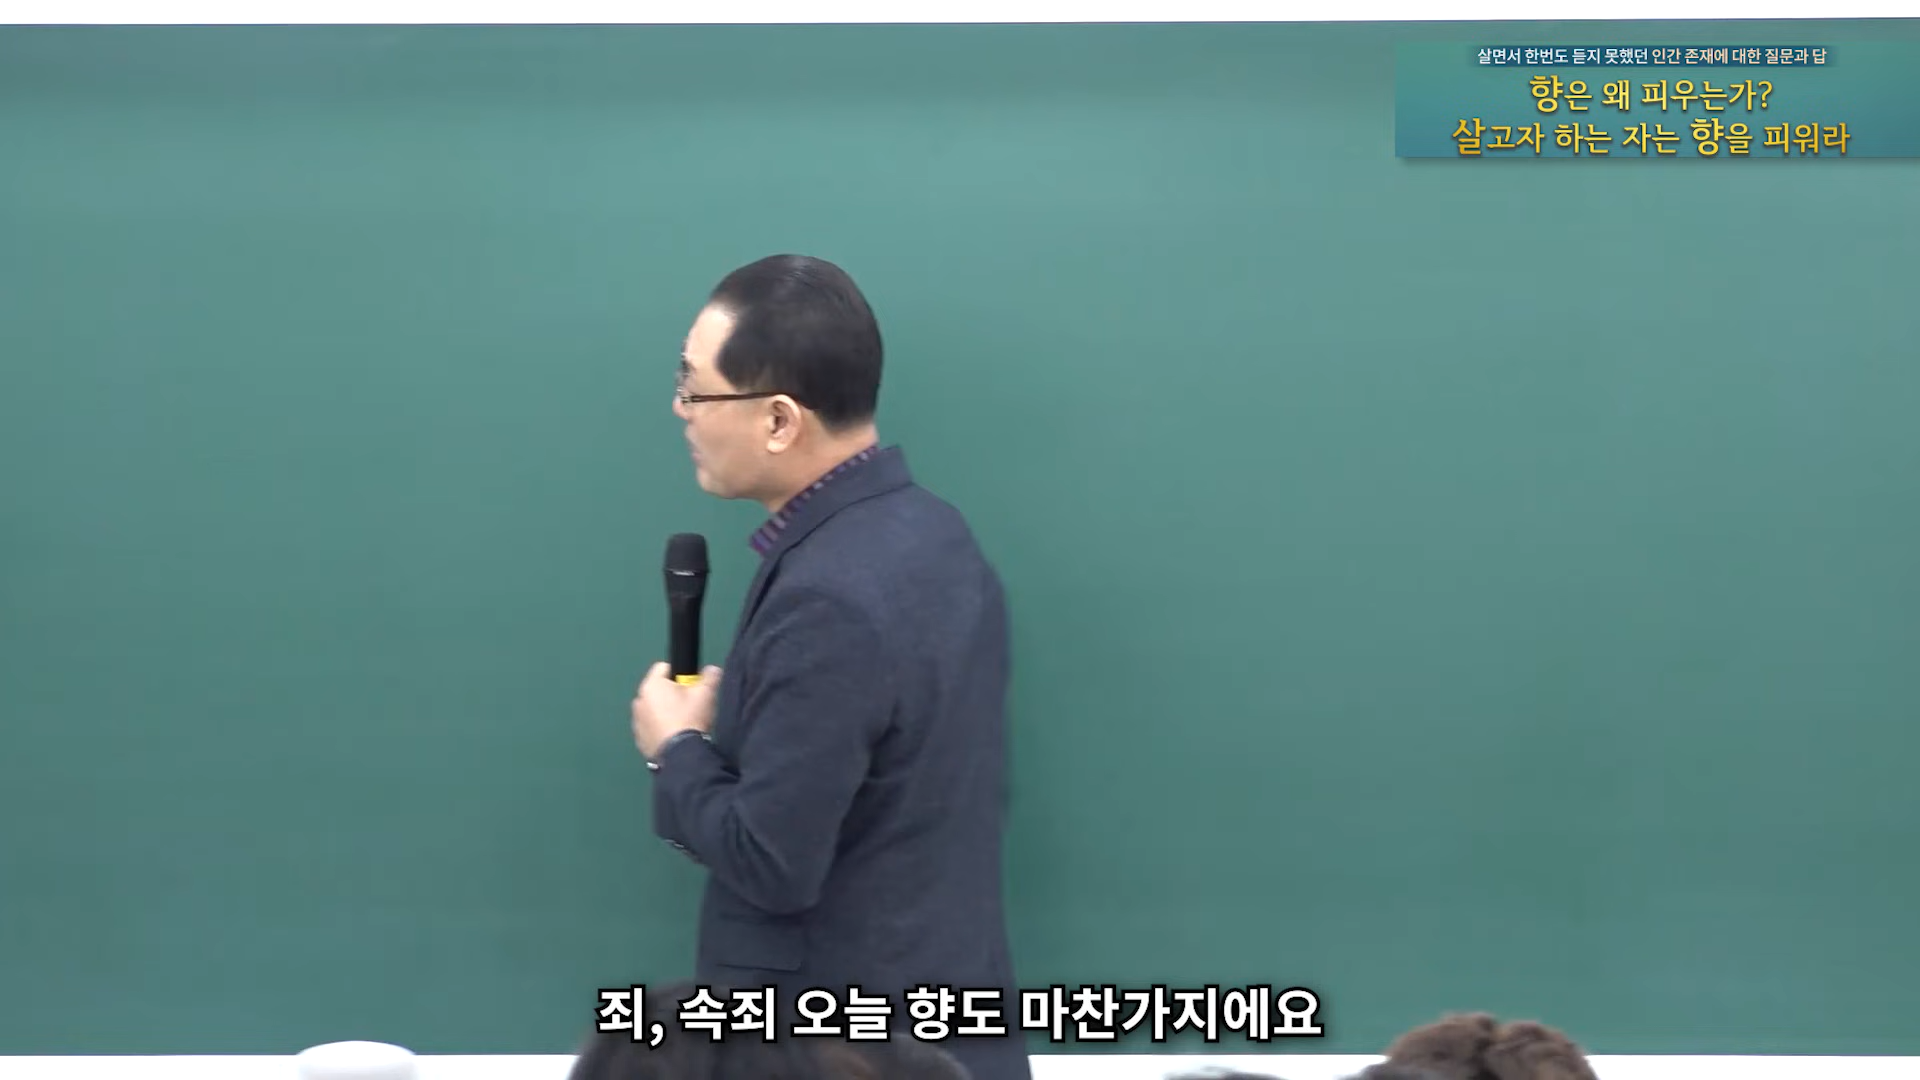 살면서 한번도 듣지 못했던 인간 존재에 대한 질문과 답
향은 왜 피우는가?
살고자 하는 자는 향을 피워라
죄, 속죄 오늘 향도 마찬가지에요